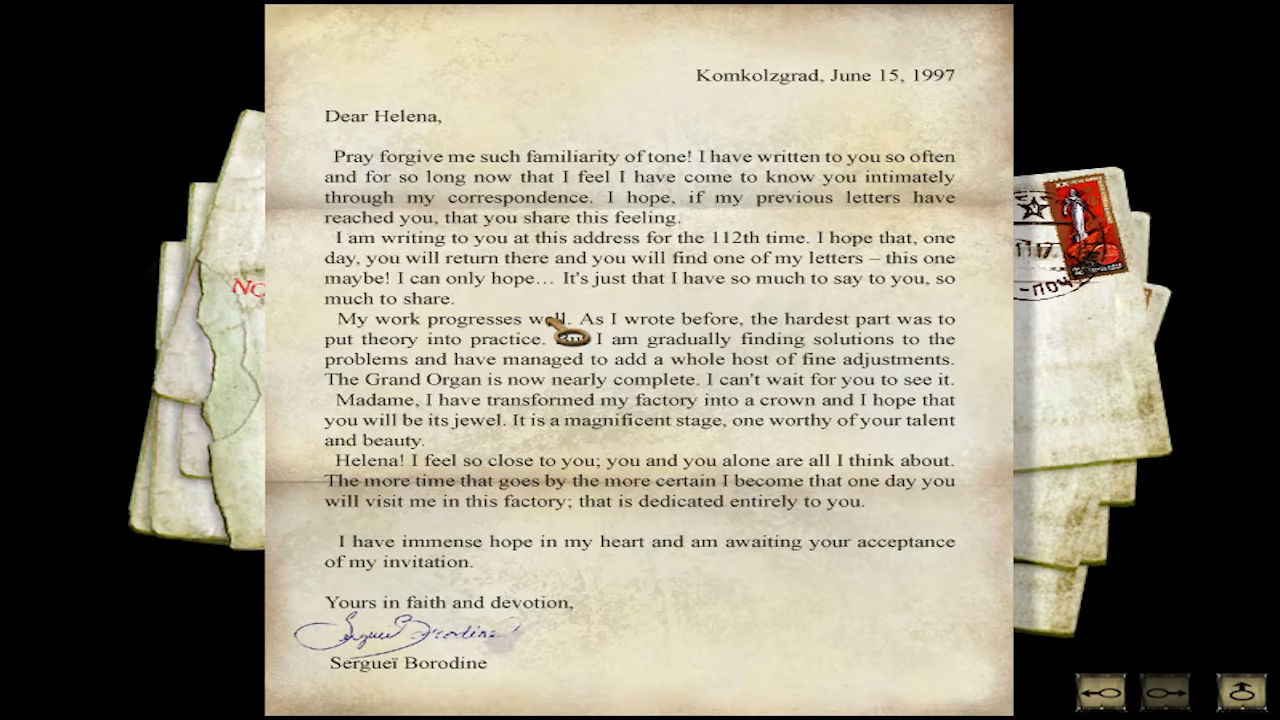 Komkolzgrad, June 15, 1997
Dear Helena,
Pray forgive me such familiarity of tone! I have written to you so often
and for so long now that I feel I have come to know you intimately
through my correspondence. I hope, if my previous letters have
reached you, that you share this feeling.
I am writing to you at this address for the 112th time. I hope that, one
day, you will return there and you will find one of my letters – this one
maybe! I can only hope… It's just that I have so much to say to you, so
much to share.
My work progresses well. As I wrote before, the hardest part was to
put theory into practice. I am gradually finding solutions to the
problems and have managed to add a whole host of fine adjustments.
The Grand Organ is now nearly complete. I can't wait for you to see it.
Madame, I have transformed my factory into a crown and I hope that
you will be its jewel. It is a magnificent stage, one worthy of your talent
and beauty.
Helena! I feel so close to you; you and you alone are all I think about.
The more time that goes by the more certain I become that one day you
will visit me in this factory; that is dedicated entirely to you.
I have immense hope in my heart and am awaiting your acceptance
of my invitation.
Yours in faith and devotion,
Serguei Borodine
Sergueï Borodine
NO